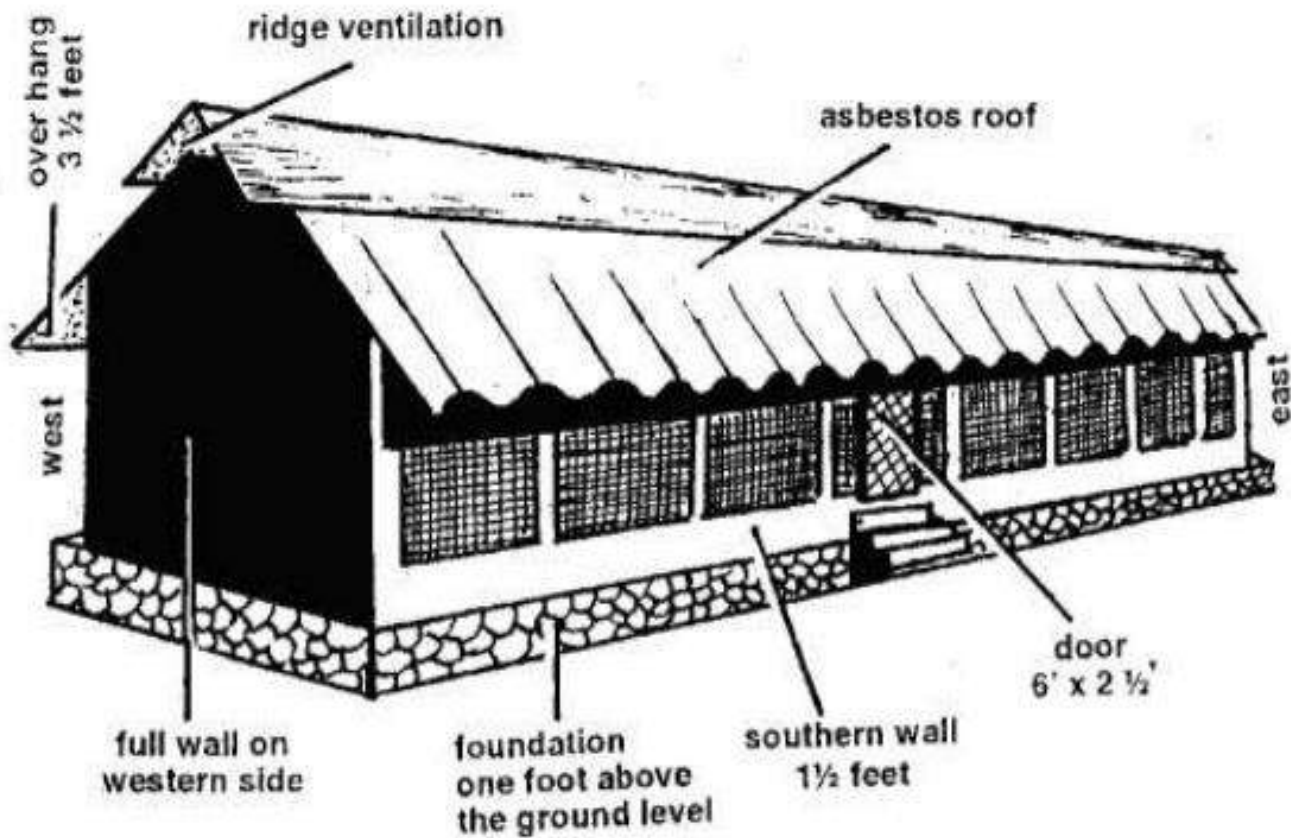 ridge ventilation
over hang
3 ½ feet
asbestos roof
west
east
door
6' x 2 ½'
southern wall
1½ feet
full wall on
western side
foundation
one foot above
the ground level